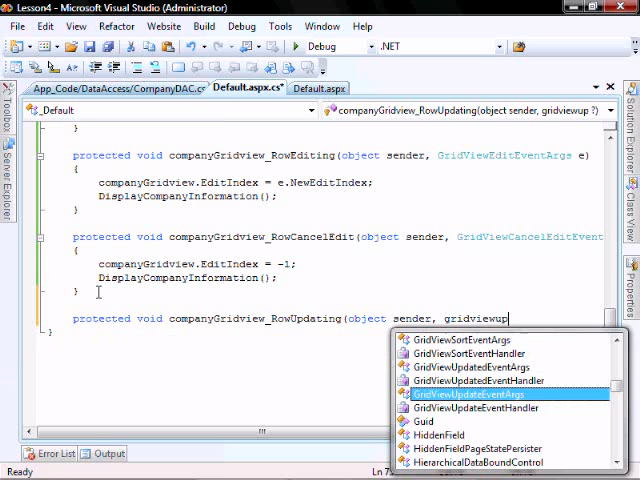 Lesson4 - Microsoft Visual Studio (Administrator)
File Edit View Refactor Website Build Debug Tools Window Help
Debug .NET
App_Code/DataAccess/CompanyDAC.cs Default.aspx.cs* Default.aspx
_Default companyGridview_RowUpdating(object sender, gridviewup ?)
}
protected void companyGridview_RowEditing(object sender, GridViewEditEventArgs e)
{
companyGridview.EditIndex = e.NewEditIndex;
DisplayCompanyInformation();
}
protected void companyGridview_RowCancelEdit(object sender, GridViewCancelEditEvent
{
companyGridview.EditIndex = -1;
DisplayCompanyInformation();
}
protected void companyGridview_RowUpdating(object sender, gridviewup
}
GridViewSortEventArgs
GridViewSortEventHandler
GridViewUpdatedEventArgs
GridViewUpdatedEventHandler
GridViewUpdateEventArgs
GridViewUpdateEventHandler
Guid
HiddenField
HiddenFieldPageStatePersister
HierarchicalDataBoundControl
Toolbox
Server Explorer
Solution Explorer
Class View
Properties
Error List Output
Ready